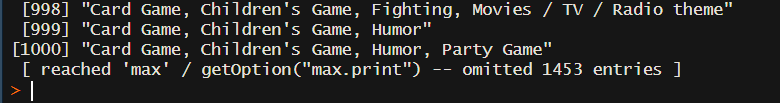 [998] "Card Game, Children's Game, Fighting, Movies / TV / Radio theme"
[999] "Card Game, Children's Game, Humor"
[1000] "Card Game, Children's Game, Humor, Party Game"
[ reached 'max' / getOption("max.print") -- omitted 1453 entries ]
>